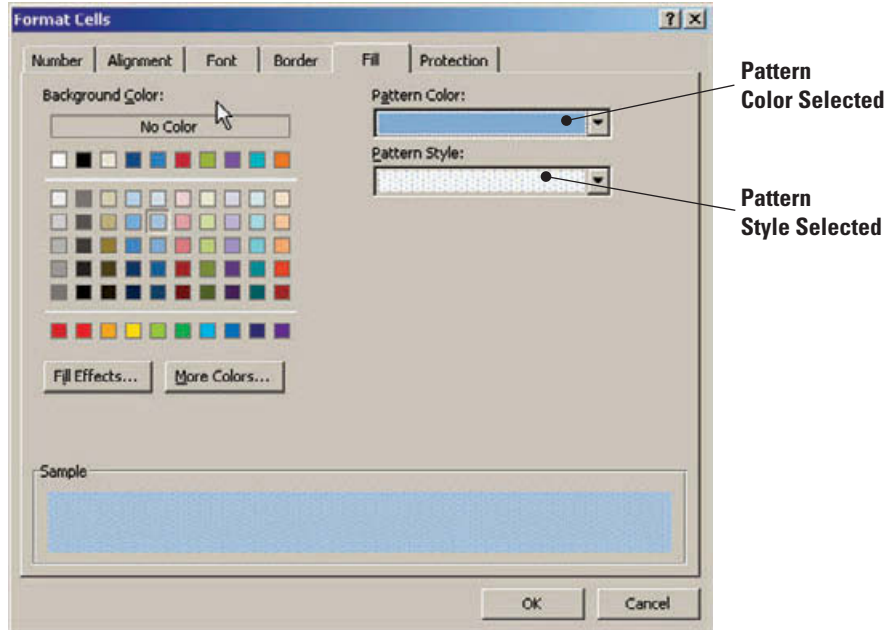 Format Cells
Number Alignment Font Border Fill Protection
Background Color:
No Color
Pattern Color:
Pattern Style:
Pattern
Color Selected
Pattern
Style Selected
Fill Effects...
More Colors...
Sample
OK
Cancel